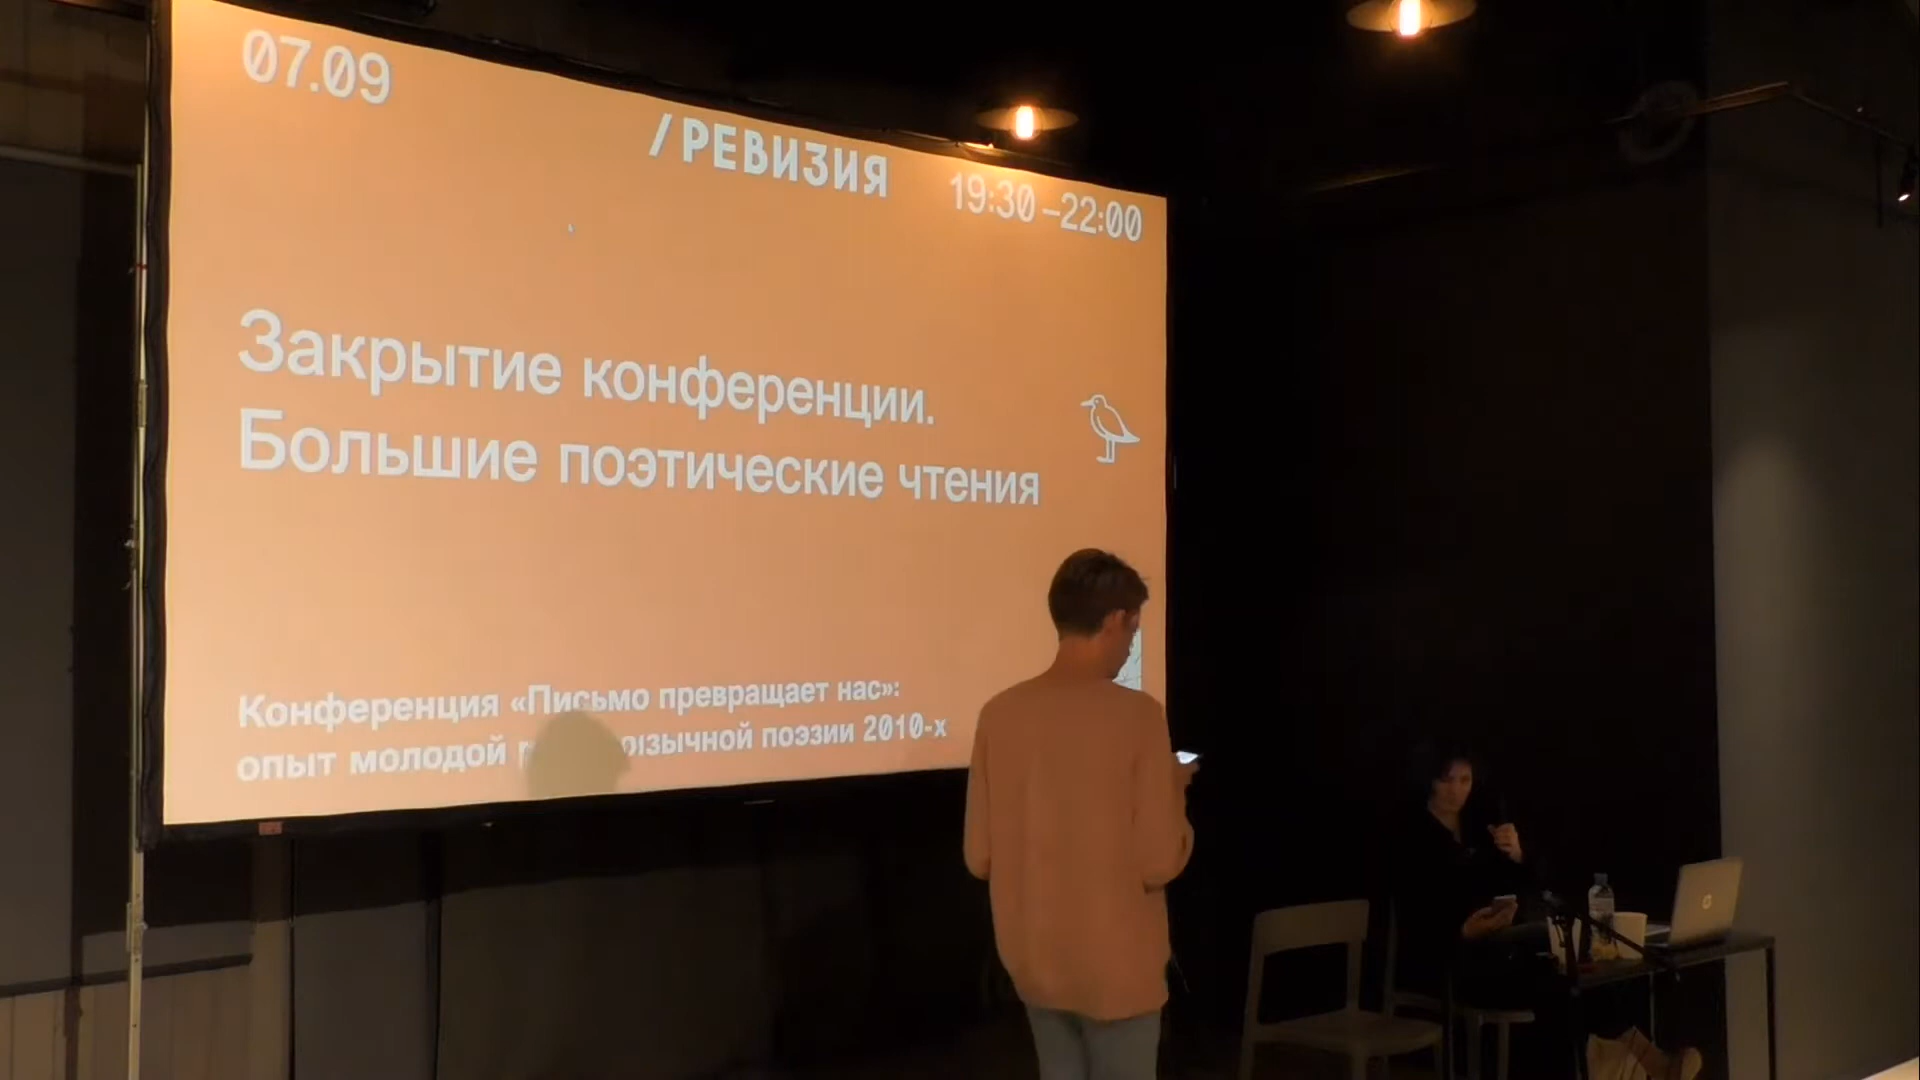 07.09
/РЕВИЗИЯ
19:30–22:00
Закрытие конференции.
Большие поэтические чтения
Конференция «Письмо превращает нас»:
опыт молодой поэзии 2010-х